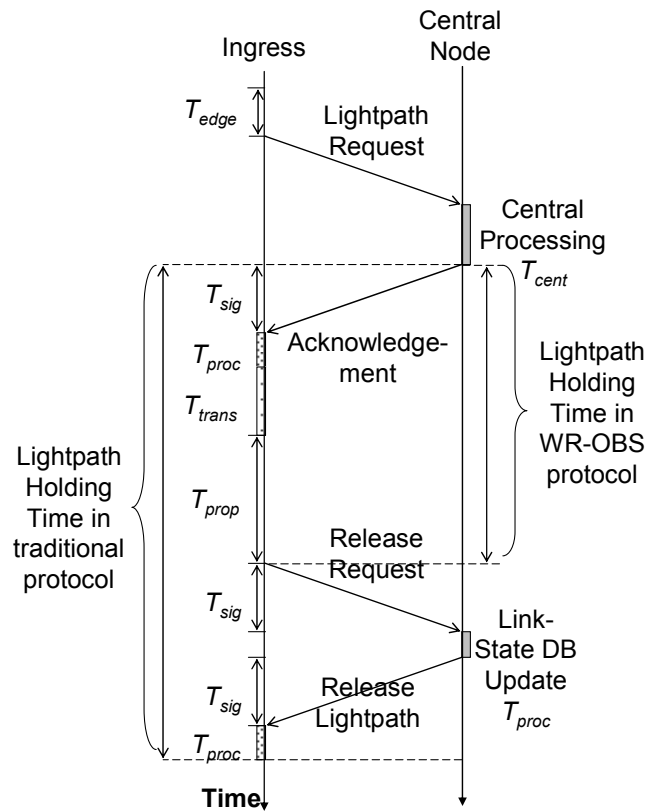 Ingress
Central
Node
T_edge
Lightpath
Request
Central
Processing
T_cent
T_sig
Acknowledge-
ment
T_proc
T_trans
Lightpath
Holding
Time in
WR-OBS
protocol
Lightpath
Holding
Time in
traditional
protocol
T_prop
Release
Request
T_sig
Link-
State DB
Update
T_proc
T_sig
Release
Lightpath
T_proc
Time